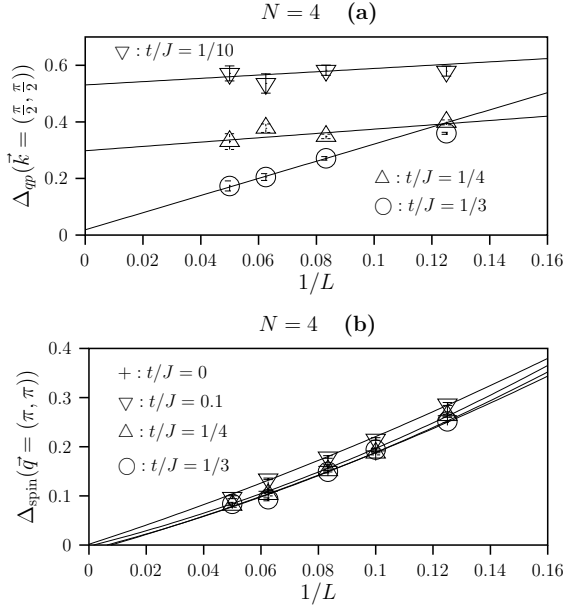 N = 4 (a)
▽ : t/J = 1/10
0.6
0.4
0.2
0
Δqp(k⃗ = (π/2, π/2))
△ : t/J = 1/4
○ : t/J = 1/3
0 0.02 0.04 0.06 0.08 0.1 0.12 0.14 0.16
1/L
N = 4 (b)
0.4
0.3
0.2
0.1
0
Δspin(q⃗ = (π, π))
+ : t/J = 0
▽ : t/J = 0.1
△ : t/J = 1/4
○ : t/J = 1/3
0 0.02 0.04 0.06 0.08 0.1 0.12 0.14 0.16
1/L